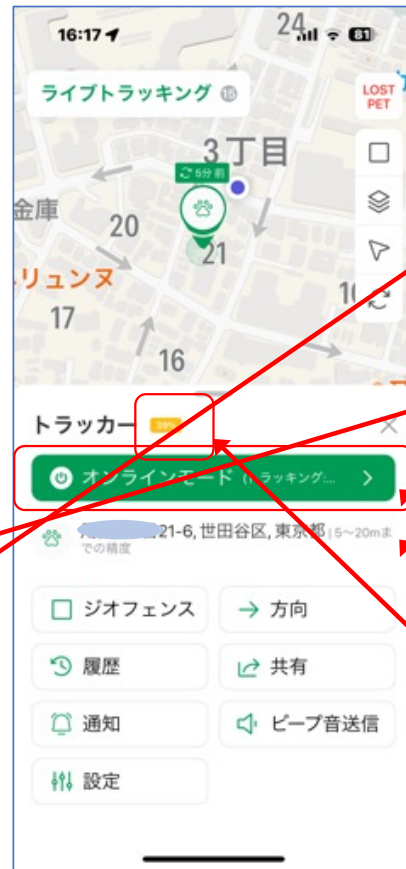 16:17
24
81
ライブトラッキング 15
LOST
PET
3丁目
5分前
金庫
20
21
リュンヌ
17
16
トラッカー 39%
オンラインモード (トラッキング:...
21-6, 世田谷区, 東京都 | 5~20mま
での精度
ジオフェンス
方向
履歴
共有
通知
ビープ音送信
設定